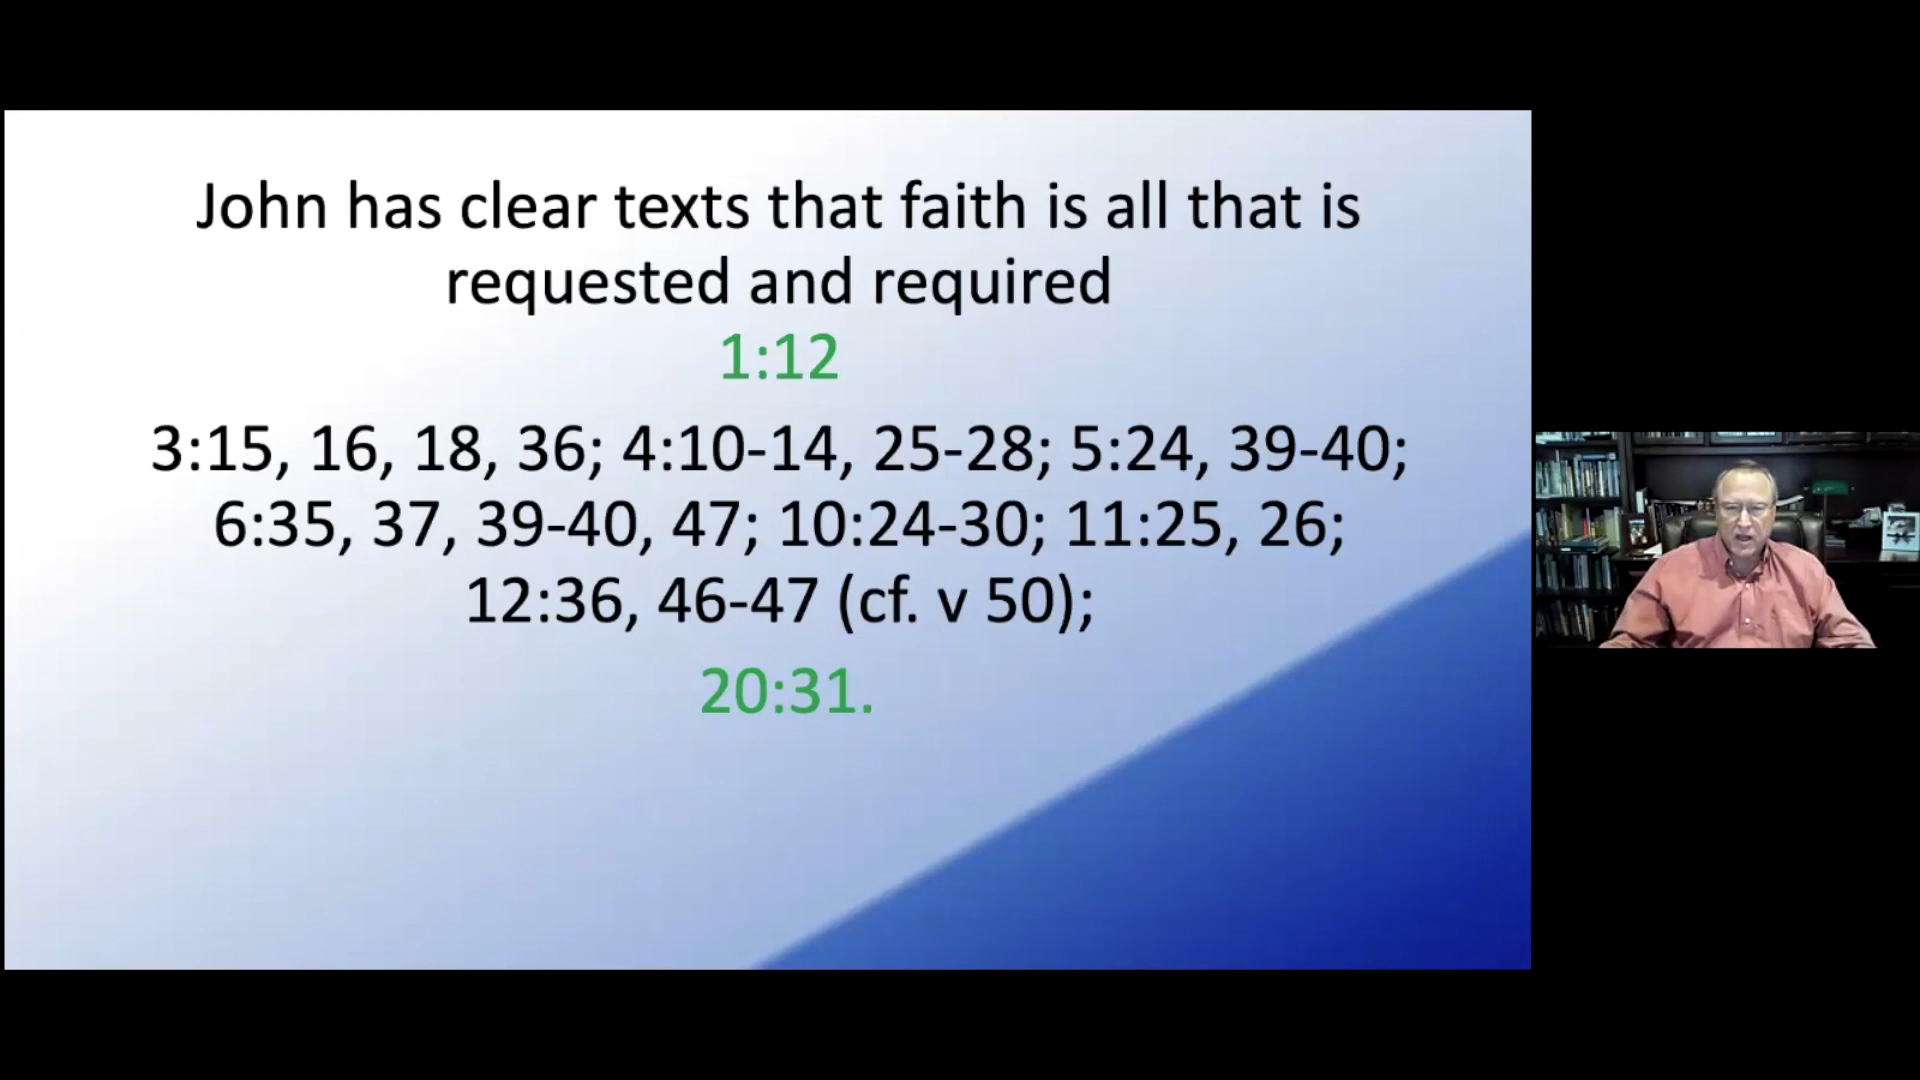 John has clear texts that faith is all that is
requested and required
1:12
3:15, 16, 18, 36; 4:10-14, 25-28; 5:24, 39-40;
6:35, 37, 39-40, 47; 10:24-30; 11:25, 26;
12:36, 46-47 (cf. v 50);
20:31.